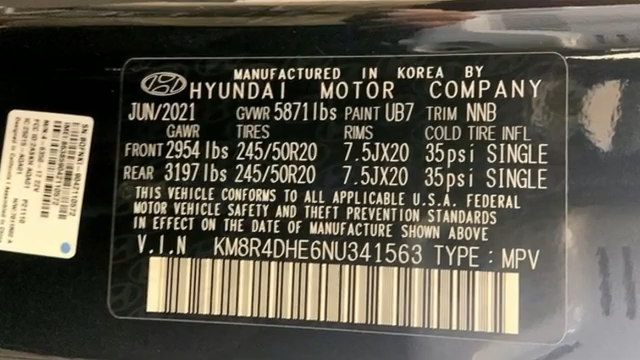 MANUFACTURED IN KOREA BY
HYUNDAI MOTOR COMPANY
JUN/2021 GVWR 5871lbs PAINT UB7 TRIM NNB
GAWR TIRES RIMS COLD TIRE INFL
FRONT 2954lbs 245/50R20 7.5JX20 35psi SINGLE
REAR 3197lbs 245/50R20 7.5JX20 35psi SINGLE
THIS VEHICLE CONFORMS TO ALL APPLICABLE U.S.A. FEDERAL
MOTOR VEHICLE SAFETY AND THEFT PREVENTION STANDARDS
IN EFFECT ON THE DATE OF MANUFACTURE SHOWN ABOVE
V.I.N KM8R4DHE6NU341563 TYPE: MPV